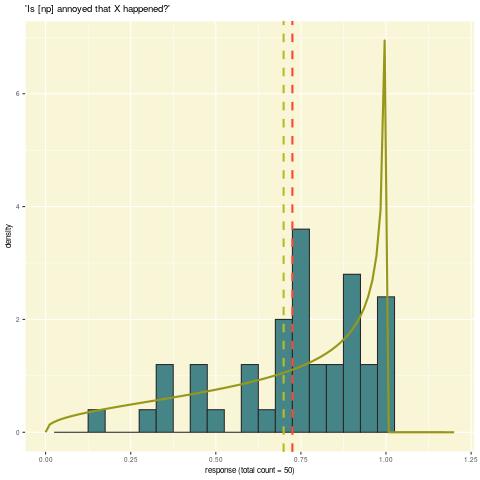 'Is [np] annoyed that X happened?'
density
6
4
2
0
0.00 0.25 0.50 0.75 1.00 1.25
response (total count = 50)